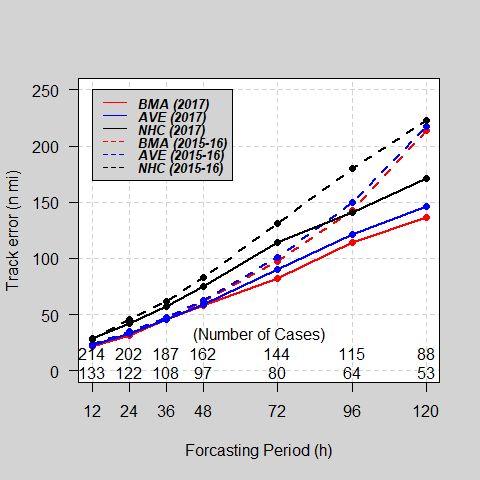 250
200
150
100
50
0
Track error (n mi)
BMA (2017)
AVE (2017)
NHC (2017)
BMA (2015-16)
AVE (2015-16)
NHC (2015-16)
(Number of Cases)
214 202 187 162 144 115 88
133 122 108 97 80 64 53
12 24 36 48 72 96 120
Forcasting Period (h)